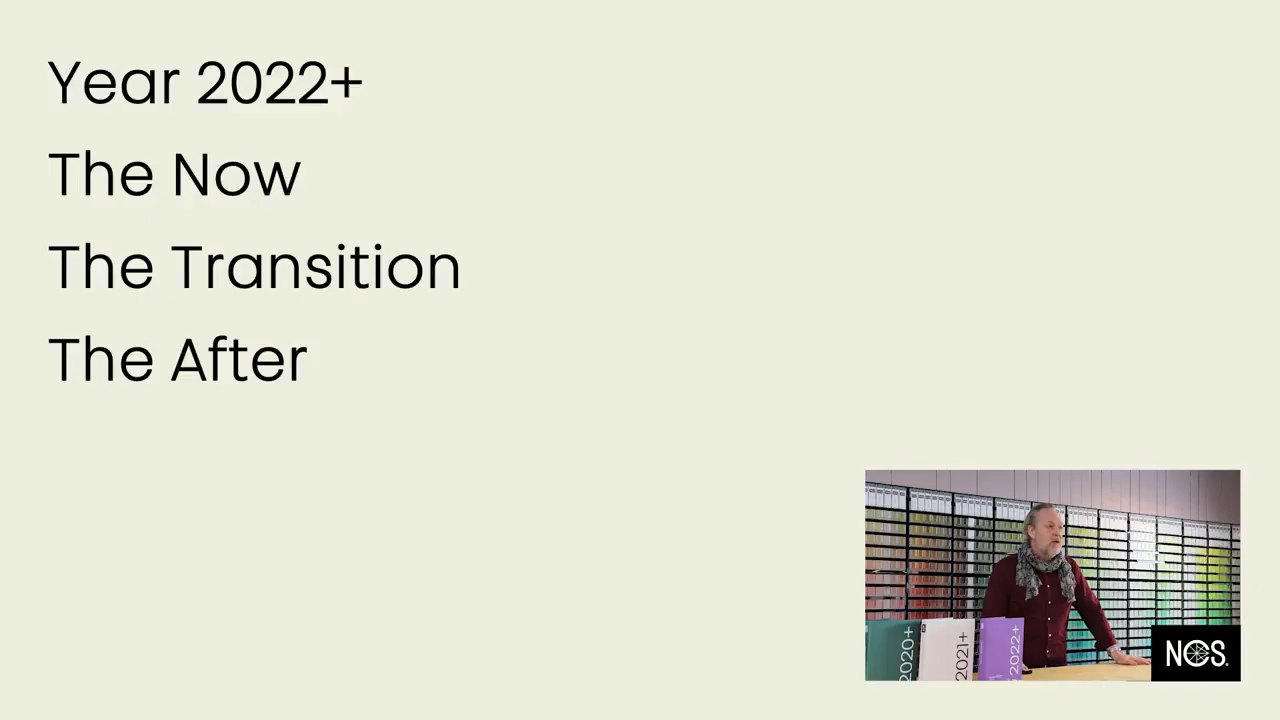 Year 2022+
The Now
The Transition
The After
2020+
2021+
2022+
NCS